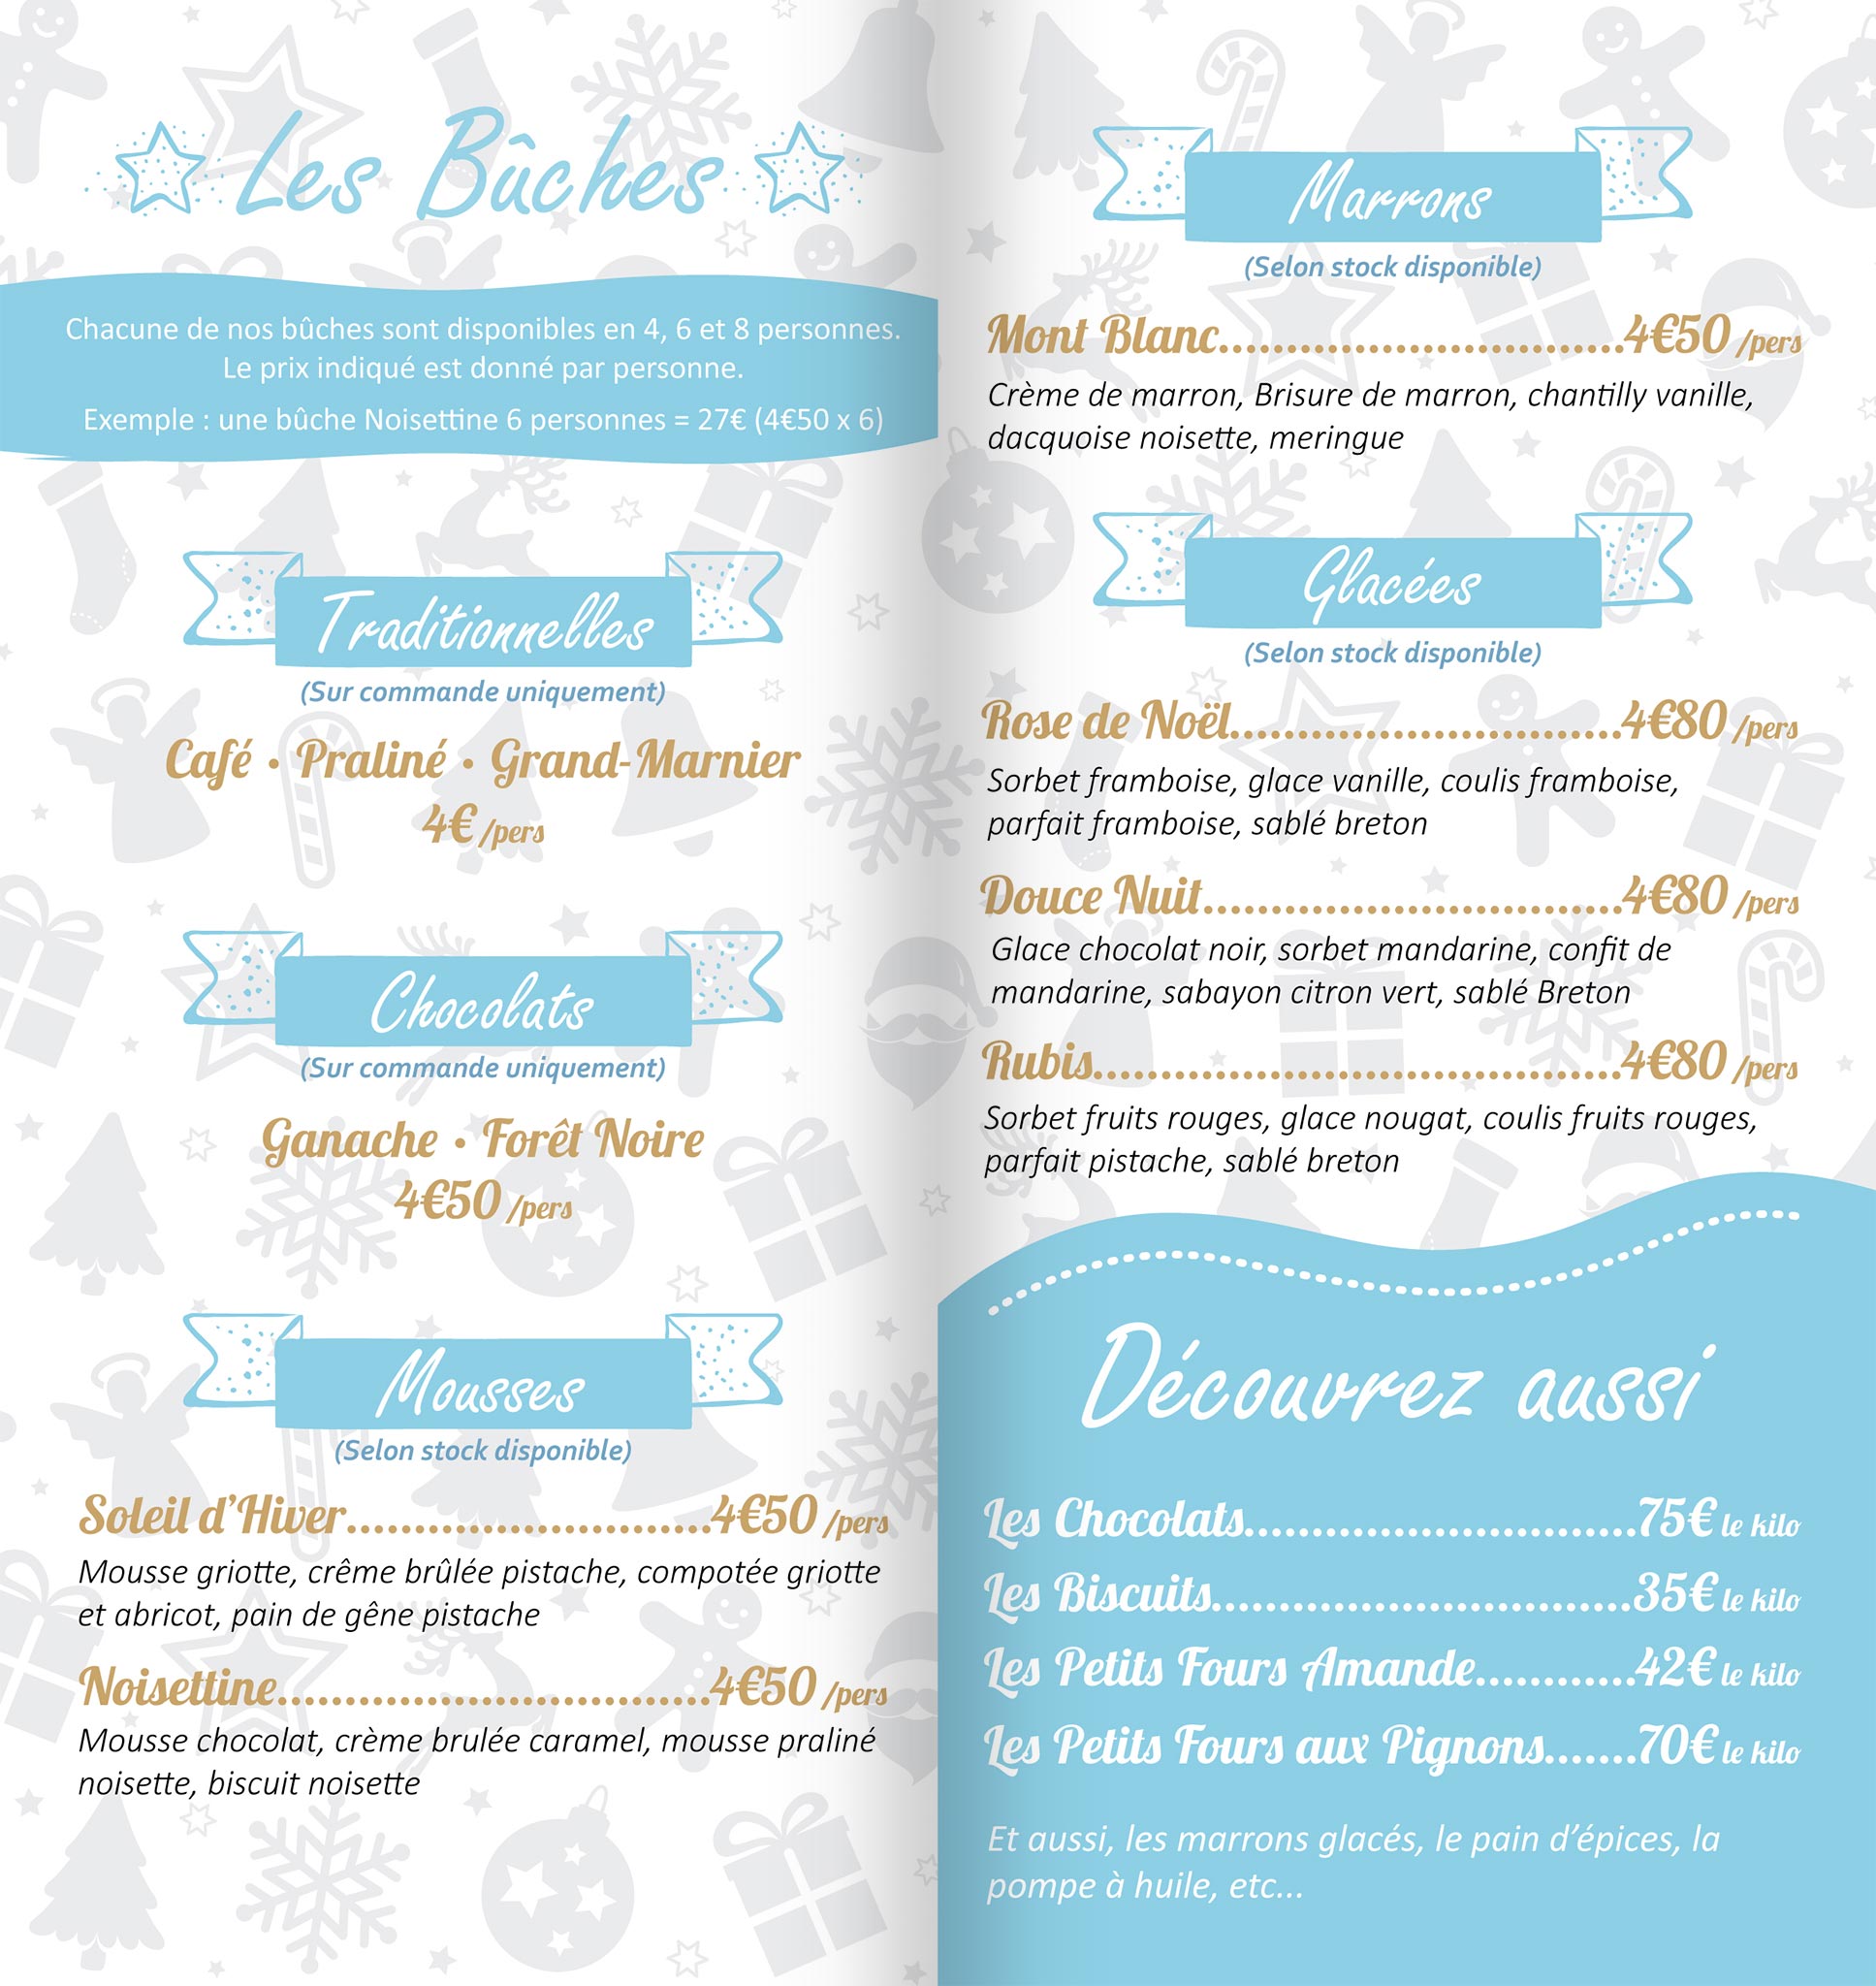 Les Bûches
Chacune de nos bûches sont disponibles en 4, 6 et 8 personnes.
Le prix indiqué est donné par personne.
Exemple : une bûche Noisettine 6 personnes = 27€ (4€50 x 6)
Traditionnelles
(Sur commande uniquement)
Café • Praliné • Grand-Marnier
4€ /pers
Chocolats
(Sur commande uniquement)
Ganache • Forêt Noire
4€50 /pers
Mousses
(Selon stock disponible)
Soleil d'Hiver...........................4€50 /pers
Mousse griotte, crême brûlée pistache, compotée griotte
et abricot, pain de gêne pistache
Noisettine................................4€50 /pers
Mousse chocolat, crème brulée caramel, mousse praliné
noisette, biscuit noisette
Marrons
(Selon stock disponible)
Mont Blanc..............................4€50 /pers
Crème de marron, Brisure de marron, chantilly vanille,
dacquoise noisette, meringue
Glacées
(Selon stock disponible)
Rose de Noël.............................4€80 /pers
Sorbet framboise, glace vanille, coulis framboise,
parfait framboise, sablé breton
Douce Nuit...............................4€80 /pers
Glace chocolat noir, sorbet mandarine, confit de
mandarine, sabayon citron vert, sablé Breton
Rubis.......................................4€80 /pers
Sorbet fruits rouges, glace nougat, coulis fruits rouges,
parfait pistache, sablé breton
Découvrez aussi
Les Chocolats.............................75€ le kilo
Les Biscuits...............................35€ le kilo
Les Petits Fours Amande............42€ le kilo
Les Petits Fours aux Pignons.......70€ le kilo
Et aussi, les marrons glacés, le pain d'épices, la
pompe à huile, etc...